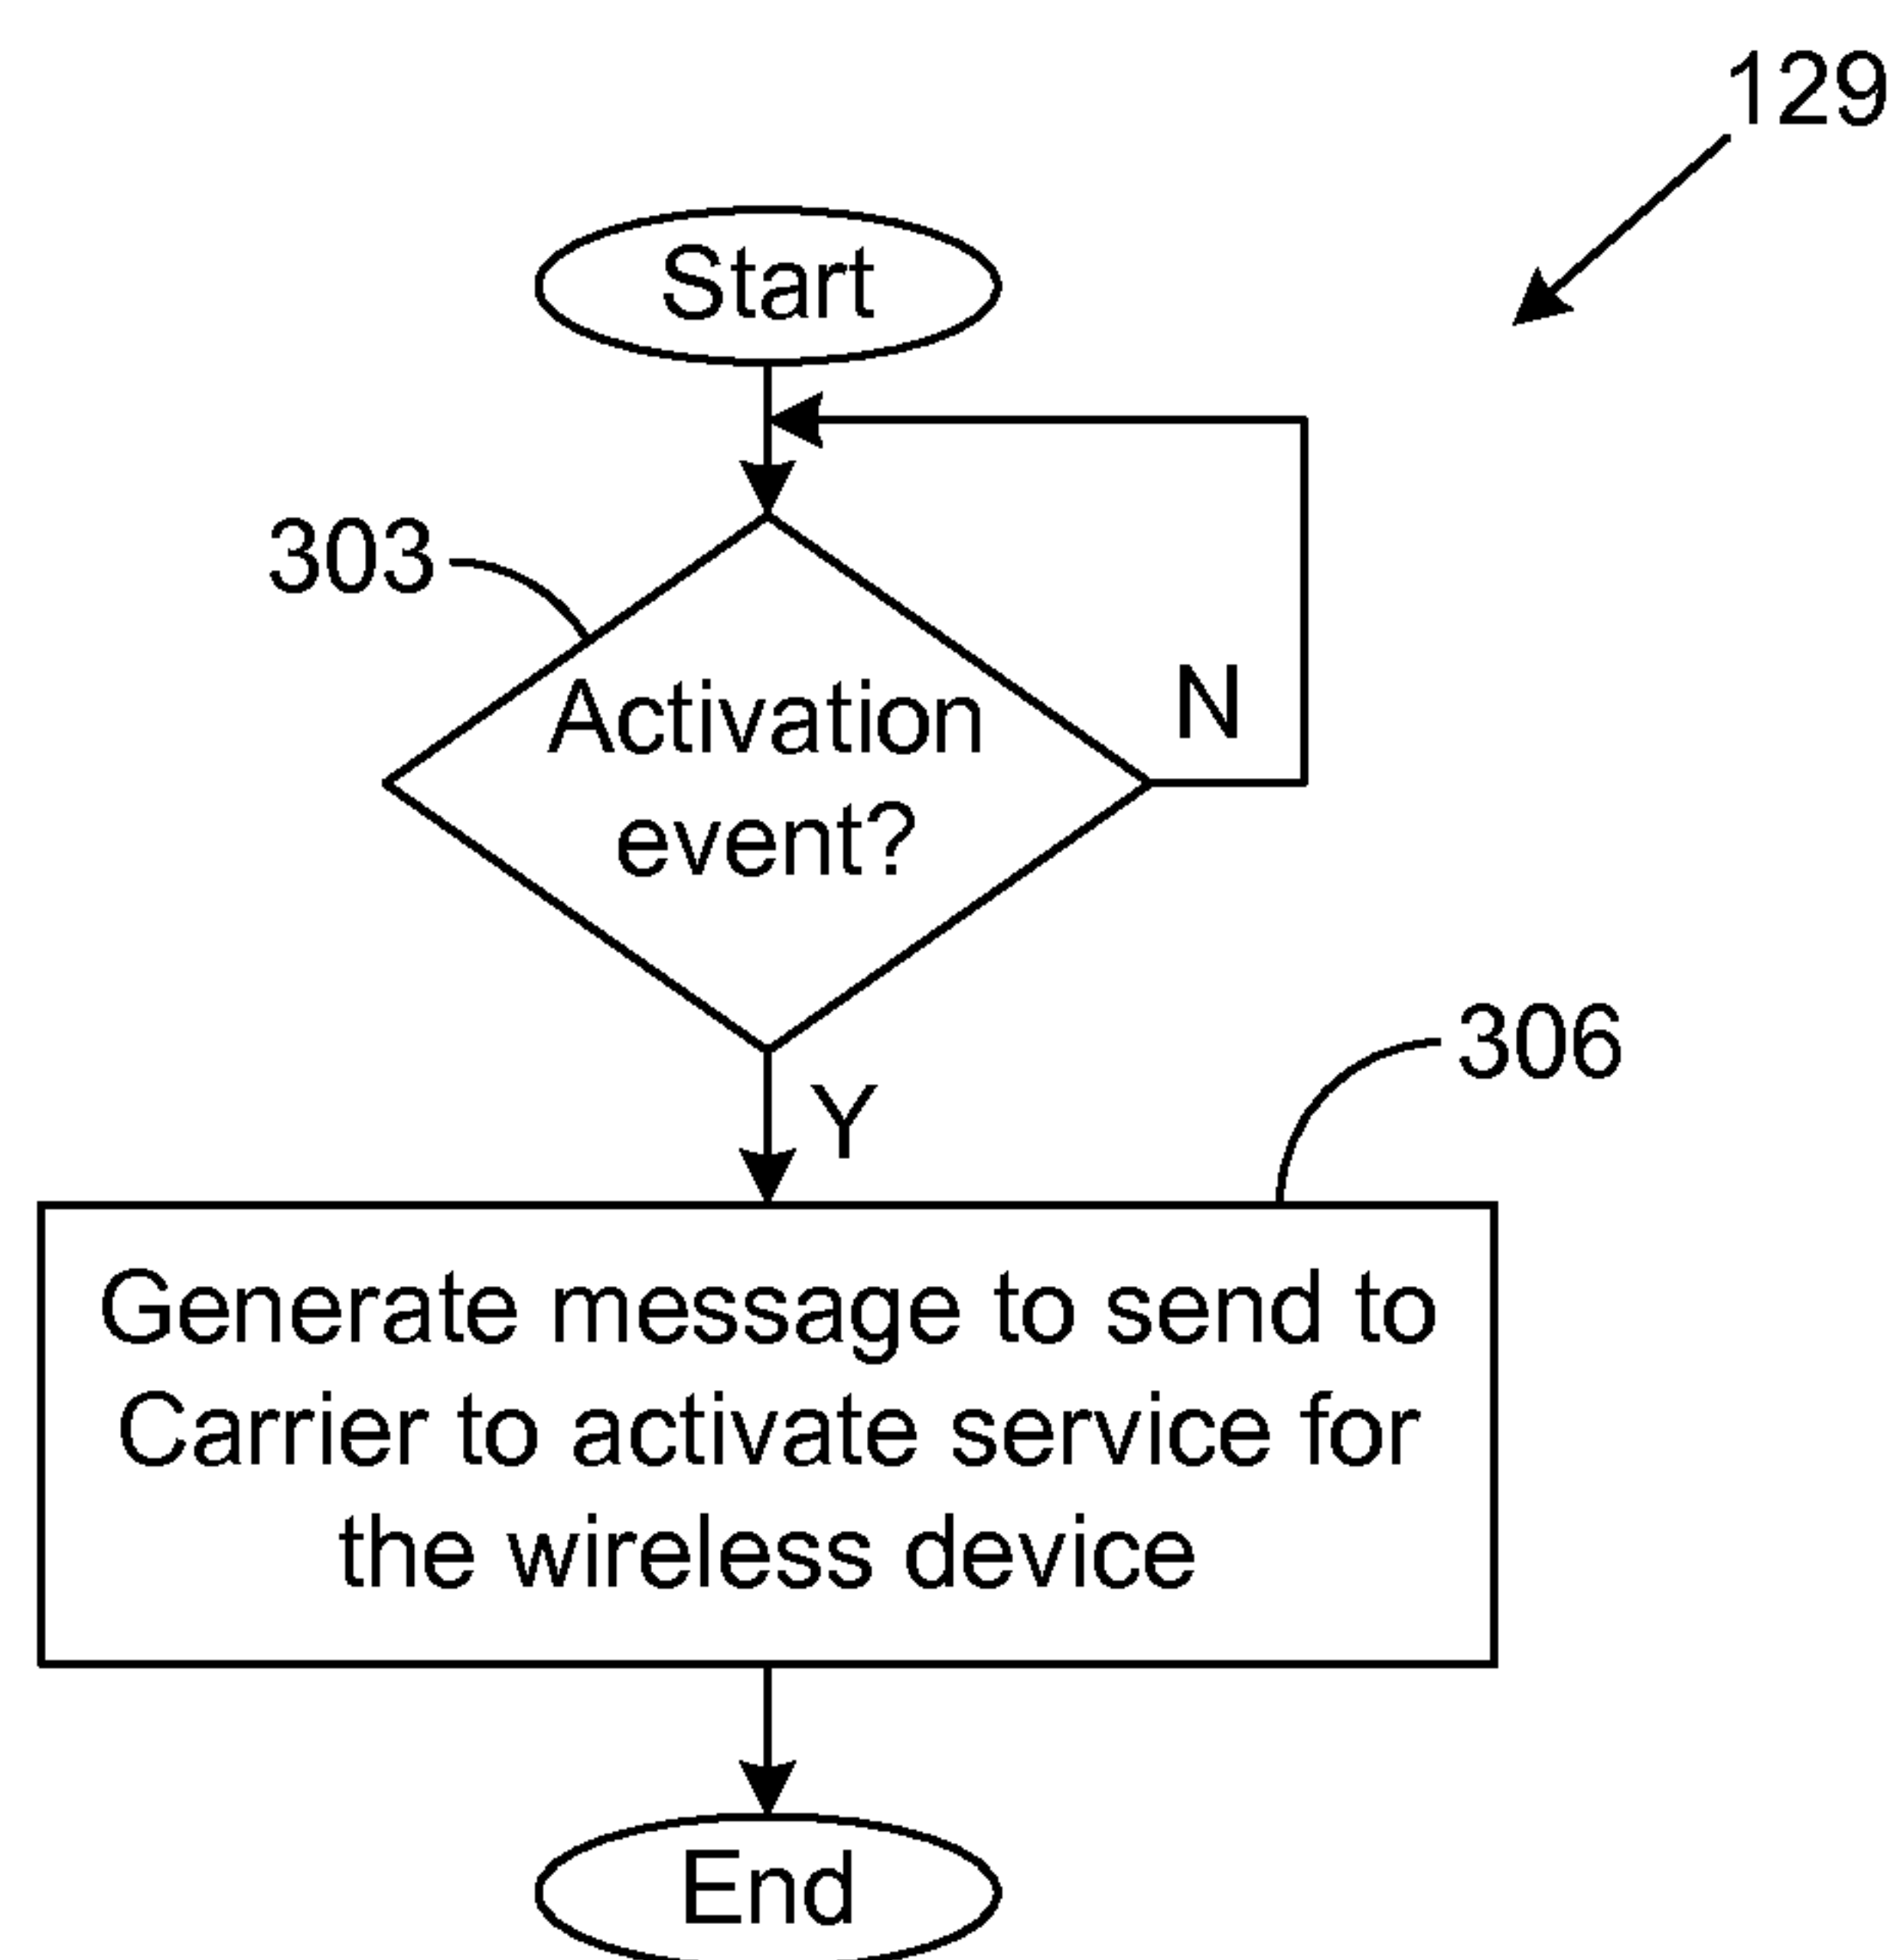 129
Start
303
Activation
event?
N
Y
306
Generate message to send to
Carrier to activate service for
the wireless device
End